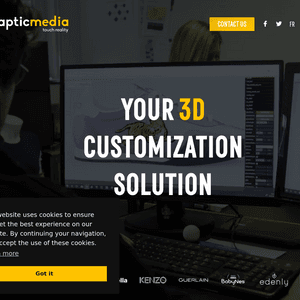 apticmedia
touch reality
CONTACT US
FR
YOUR 3D
CUSTOMIZATION
SOLUTION
website uses cookies to ensure
et the best experience on our
te. By continuing your navigation,
ccept the use of these cookies.
n more
Got it
lla KENZO GUERLAIN BabyNes edenly